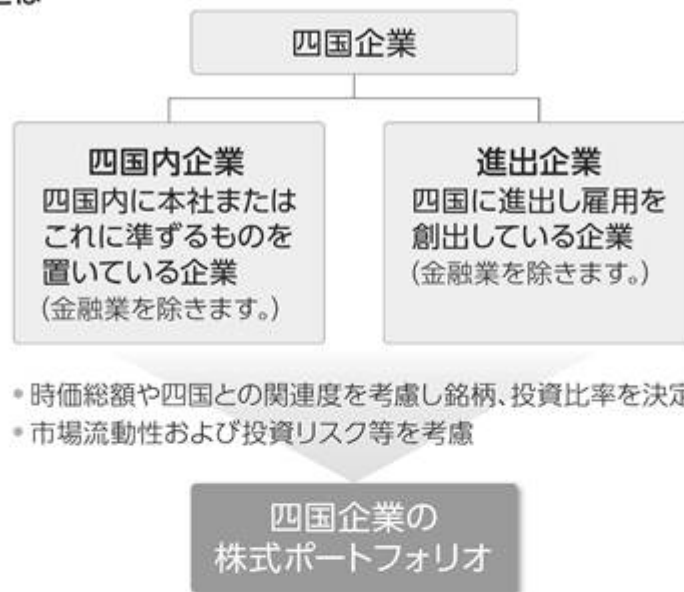 とは
四国企業
四国内企業
四国内に本社または
これに準ずるものを
置いている企業
(金融業を除きます。)
進出企業
四国に進出し雇用を
創出している企業
(金融業を除きます。)
• 時価総額や四国との関連度を考慮し銘柄、投資比率を決定
• 市場流動性および投資リスク等を考慮
四国企業の
株式ポートフォリオ